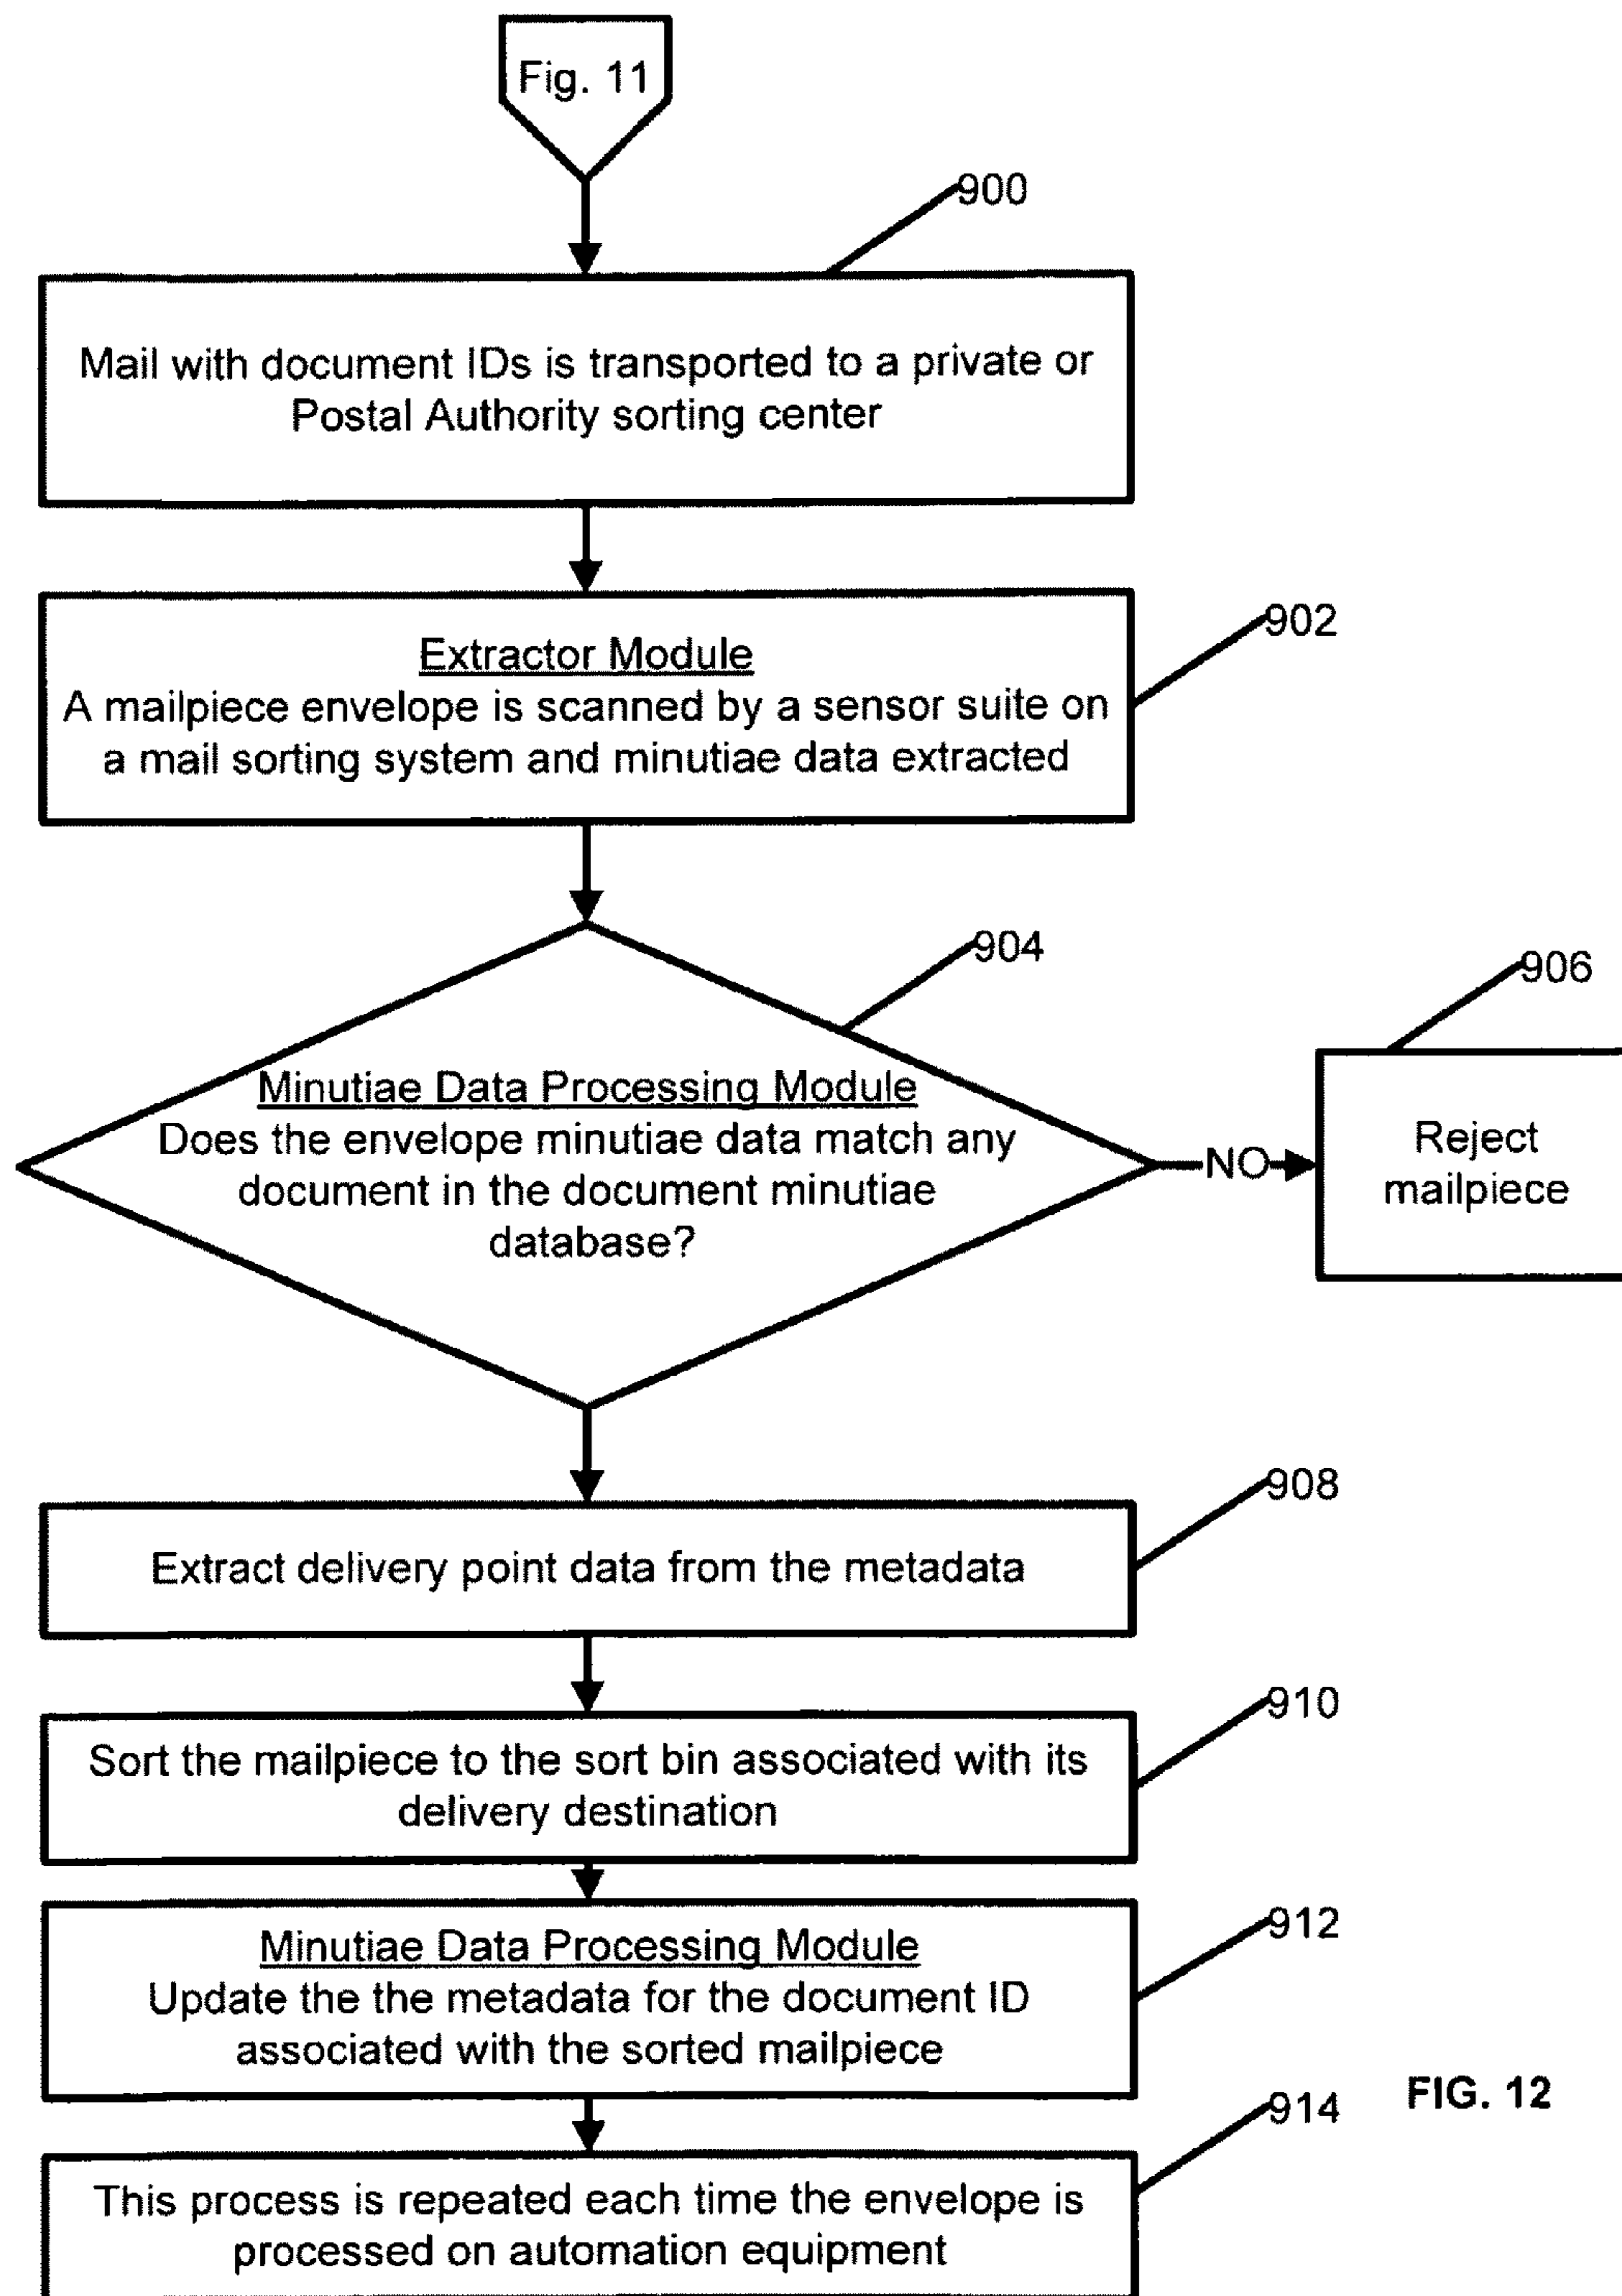 Fig. 11
900
Mail with document IDs is transported to a private or
Postal Authority sorting center
902
Extractor Module
A mailpiece envelope is scanned by a sensor suite on
a mail sorting system and minutiae data extracted
904
906
Minutiae Data Processing Module
Does the envelope minutiae data match any
document in the document minutiae
database?
NO
Reject
mailpiece
908
Extract delivery point data from the metadata
910
Sort the mailpiece to the sort bin associated with its
delivery destination
912
Minutiae Data Processing Module
Update the the metadata for the document ID
associated with the sorted mailpiece
FIG. 12
914
This process is repeated each time the envelope is
processed on automation equipment